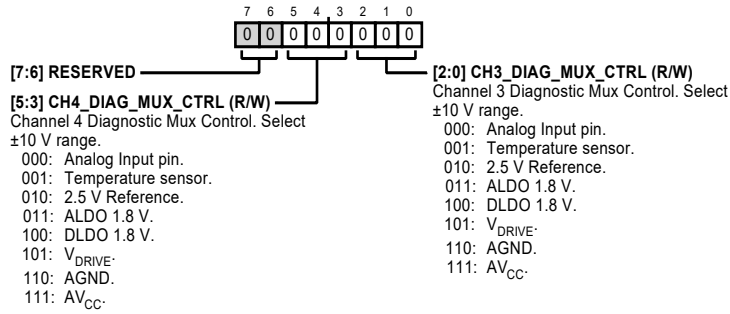 7 6 5 4 3 2 1 0
0 0 0 0 0 0 0 0
[7:6] RESERVED
[5:3] CH4_DIAG_MUX_CTRL (R/W)
Channel 4 Diagnostic Mux Control. Select
±10 V range.
000: Analog Input pin.
001: Temperature sensor.
010: 2.5 V Reference.
011: ALDO 1.8 V.
100: DLDO 1.8 V.
101: VDRIVE.
110: AGND.
111: AVCC.
[2:0] CH3_DIAG_MUX_CTRL (R/W)
Channel 3 Diagnostic Mux Control. Select
±10 V range.
000: Analog Input pin.
001: Temperature sensor.
010: 2.5 V Reference.
011: ALDO 1.8 V.
100: DLDO 1.8 V.
101: VDRIVE.
110: AGND.
111: AVCC.